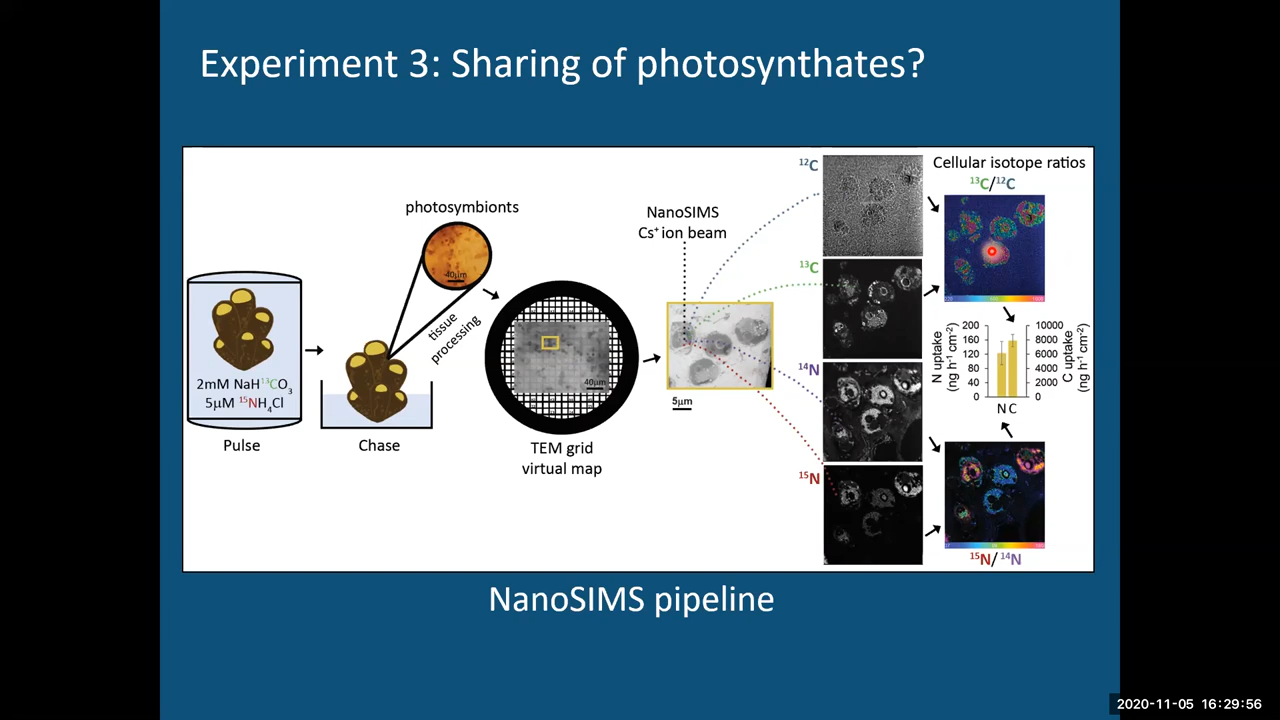 Experiment 3: Sharing of photosynthates?
photosymbionts
40μm
2mM NaH¹³CO₃
5μM ¹⁵NH₄Cl
Pulse
Chase
tissue
processing
40μm
TEM grid
virtual map
NanoSIMS
Cs⁺ ion beam
5μm
¹²C
¹³C
¹⁴N
¹⁵N
Cellular isotope ratios
¹³C/¹²C
N uptake
(ng h⁻¹ cm⁻²)
200
160
120
80
40
0
10000
8000
6000
4000
2000
0
C uptake
(ng h⁻¹ cm⁻²)
N C
¹⁵N/¹⁴N
NanoSIMS pipeline
2020-11-05 16:29:56